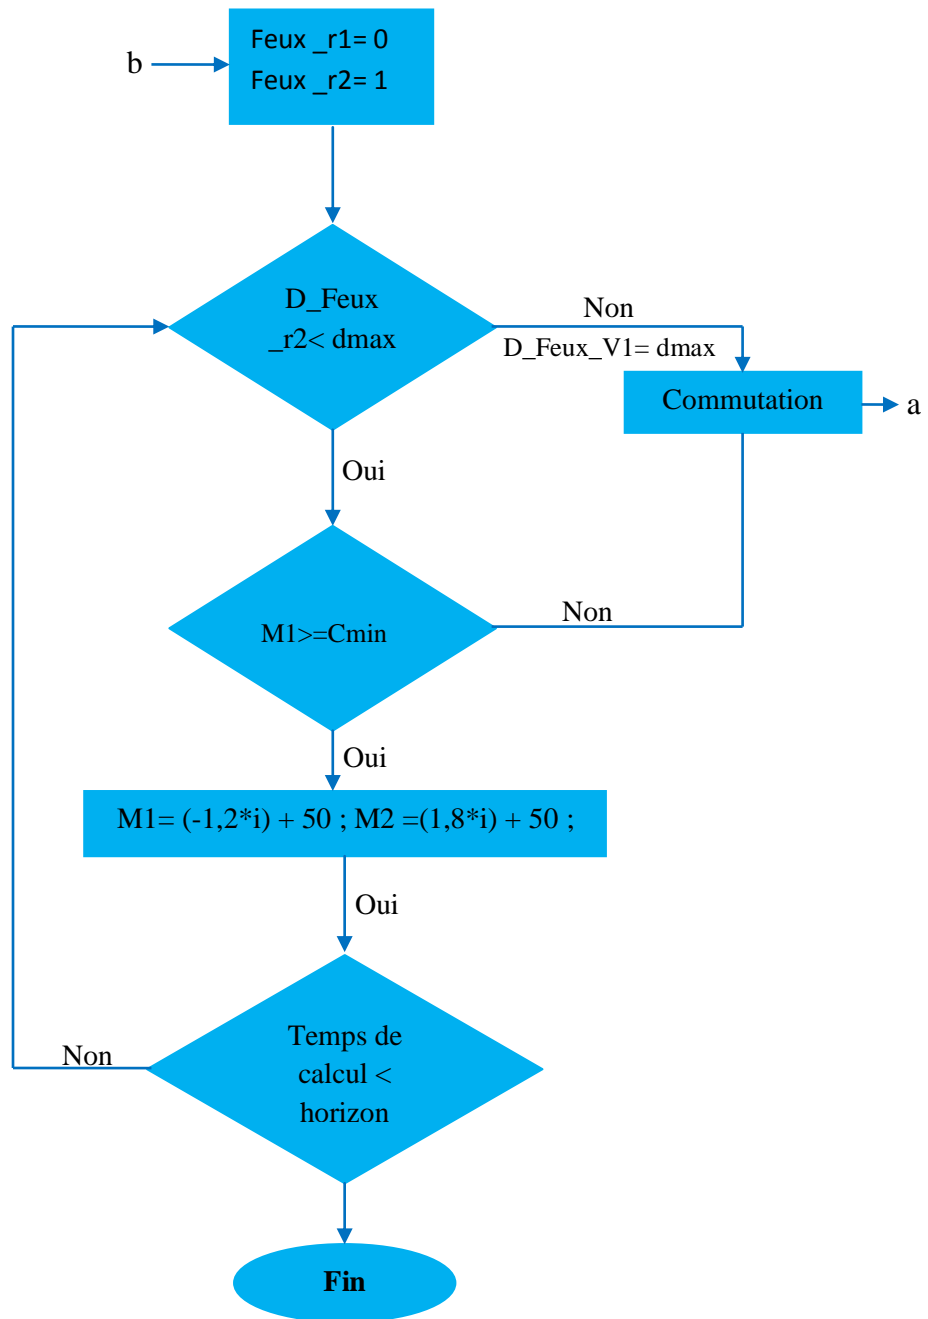 Feux _r1= 0
b
Feux _r2= 1
D_Feux
_r2< dmax
Non
D_Feux_V1= dmax
Commutation
a
Oui
M1>=Cmin
Non
Oui
M1= (-1,2*i) + 50 ; M2 =(1,8*i) + 50 ;
Oui
Temps de
calcul <
horizon
Non
Fin